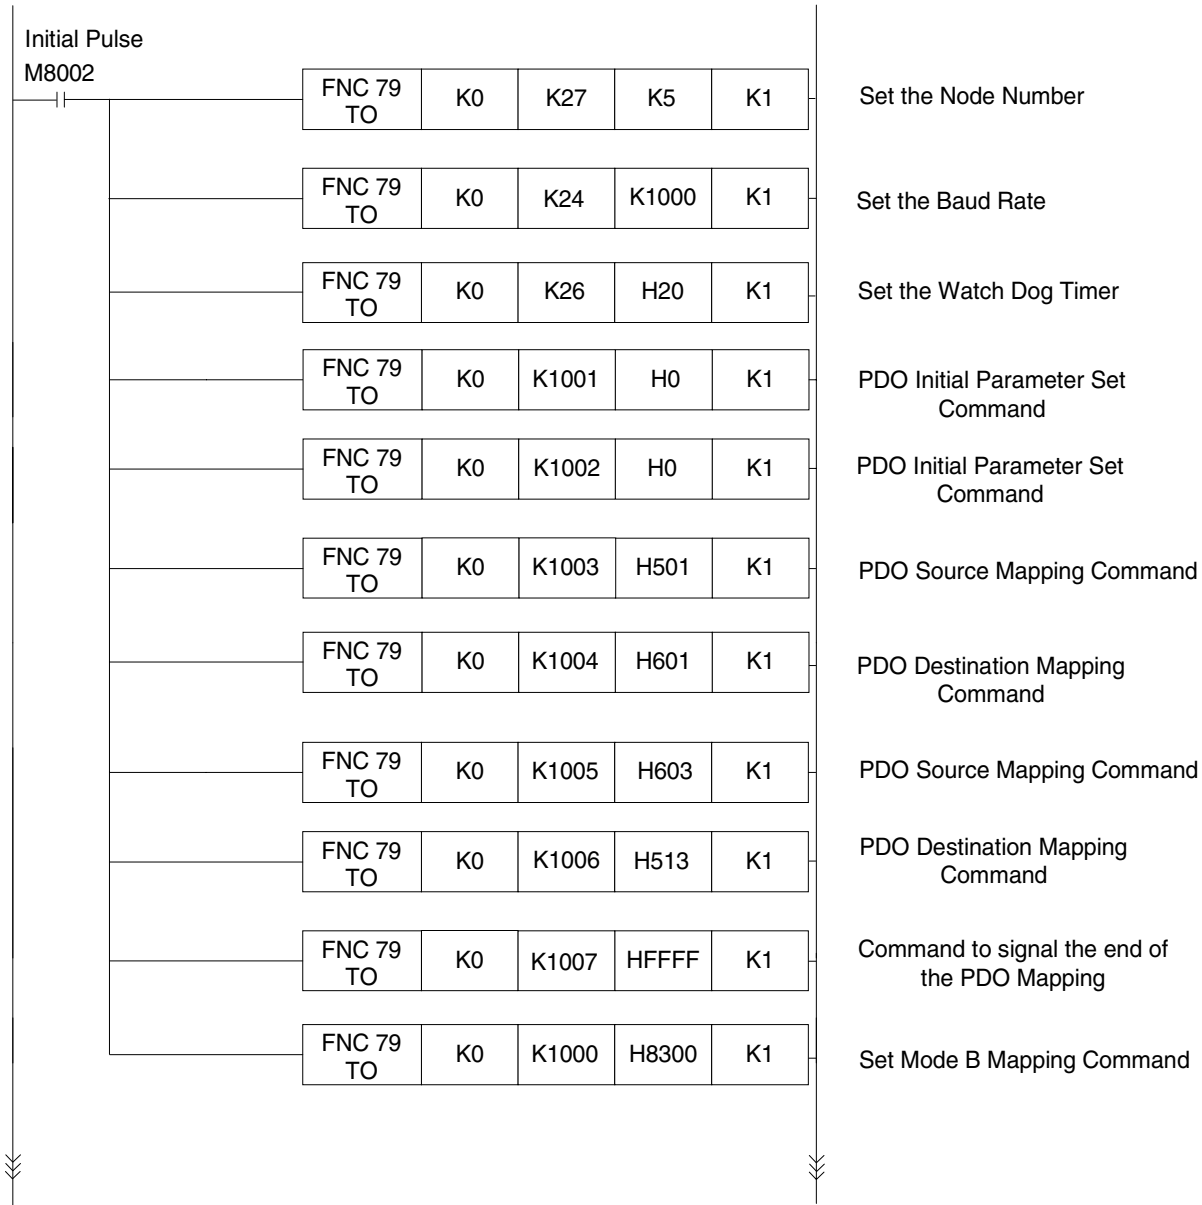 Initial Pulse
M8002
FNC 79 TO K0 K27 K5 K1 Set the Node Number
FNC 79 TO K0 K24 K1000 K1 Set the Baud Rate
FNC 79 TO K0 K26 H20 K1 Set the Watch Dog Timer
FNC 79 TO K0 K1001 H0 K1 PDO Initial Parameter Set
Command
FNC 79 TO K0 K1002 H0 K1 PDO Initial Parameter Set
Command
FNC 79 TO K0 K1003 H501 K1 PDO Source Mapping Command
FNC 79 TO K0 K1004 H601 K1 PDO Destination Mapping
Command
FNC 79 TO K0 K1005 H603 K1 PDO Source Mapping Command
FNC 79 TO K0 K1006 H513 K1 PDO Destination Mapping
Command
FNC 79 TO K0 K1007 HFFFF K1 Command to signal the end of
the PDO Mapping
FNC 79 TO K0 K1000 H8300 K1 Set Mode B Mapping Command